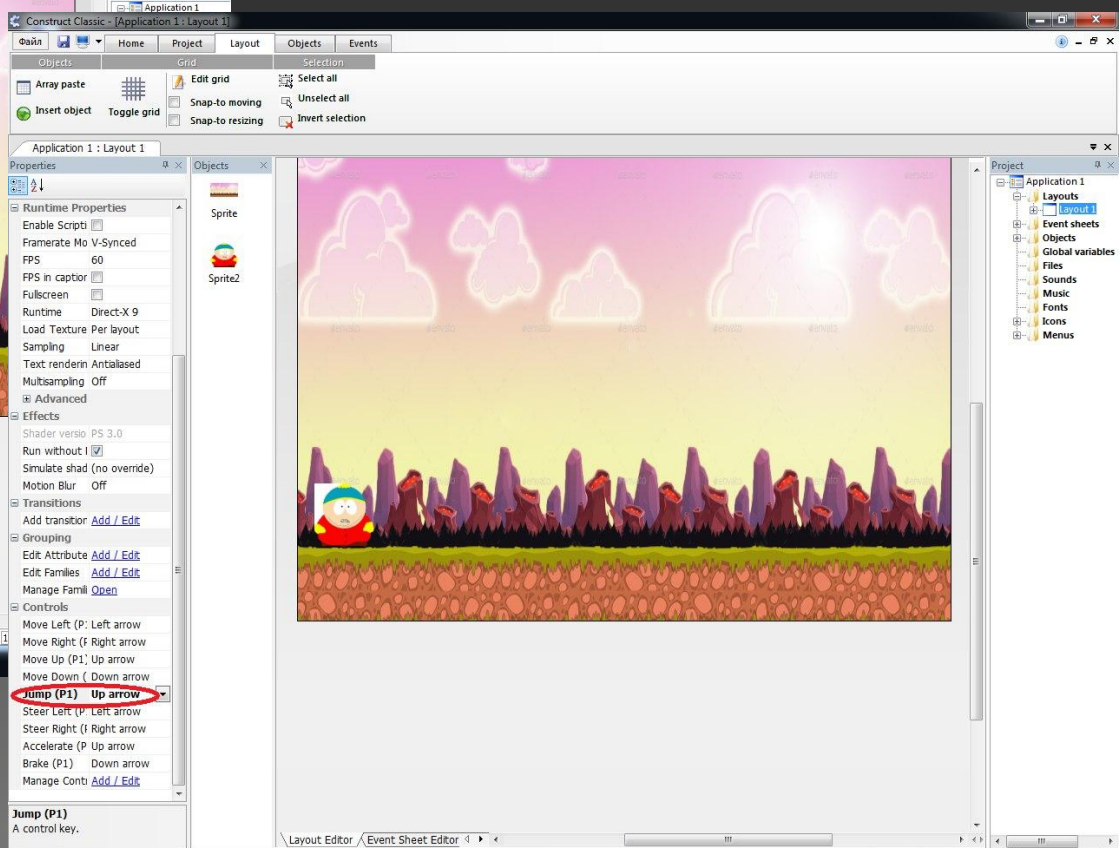 Application 1
Construct Classic - [Application 1 : Layout 1]
Файл Home Project Layout Objects Events
Objects Grid Selection
Array paste
Insert object
Toggle grid
Edit grid
Snap-to moving
Snap-to resizing
Select all
Unselect all
Invert selection
Application 1 : Layout 1
Properties
Runtime Properties
Enable Scripti
Framerate Mo V-Synced
FPS 60
FPS in caption
Fullscreen
Runtime Direct-X 9
Load Texture Per layout
Sampling Linear
Text renderin Antialiased
Multisampling Off
Advanced
Effects
Shader versio PS 3.0
Run without
Simulate shad (no override)
Motion Blur Off
Transitions
Add transition Add / Edit
Grouping
Edit Attribute Add / Edit
Edit Families Add / Edit
Manage Famil Open
Controls
Move Left (P Left arrow
Move Right (P Right arrow
Move Up (P1) Up arrow
Move Down ( Down arrow
Jump (P1) Up arrow
Steer Left (P Left arrow
Steer Right (P Right arrow
Accelerate (P Up arrow
Brake (P1) Down arrow
Manage Contr Add / Edit
Jump (P1)
A control key.
Objects
Sprite
Sprite2
envato
Layout Editor Event Sheet Editor
Project
Application 1
Layouts
Layout 1
Event sheets
Objects
Global variables
Files
Sounds
Music
Fonts
Icons
Menus